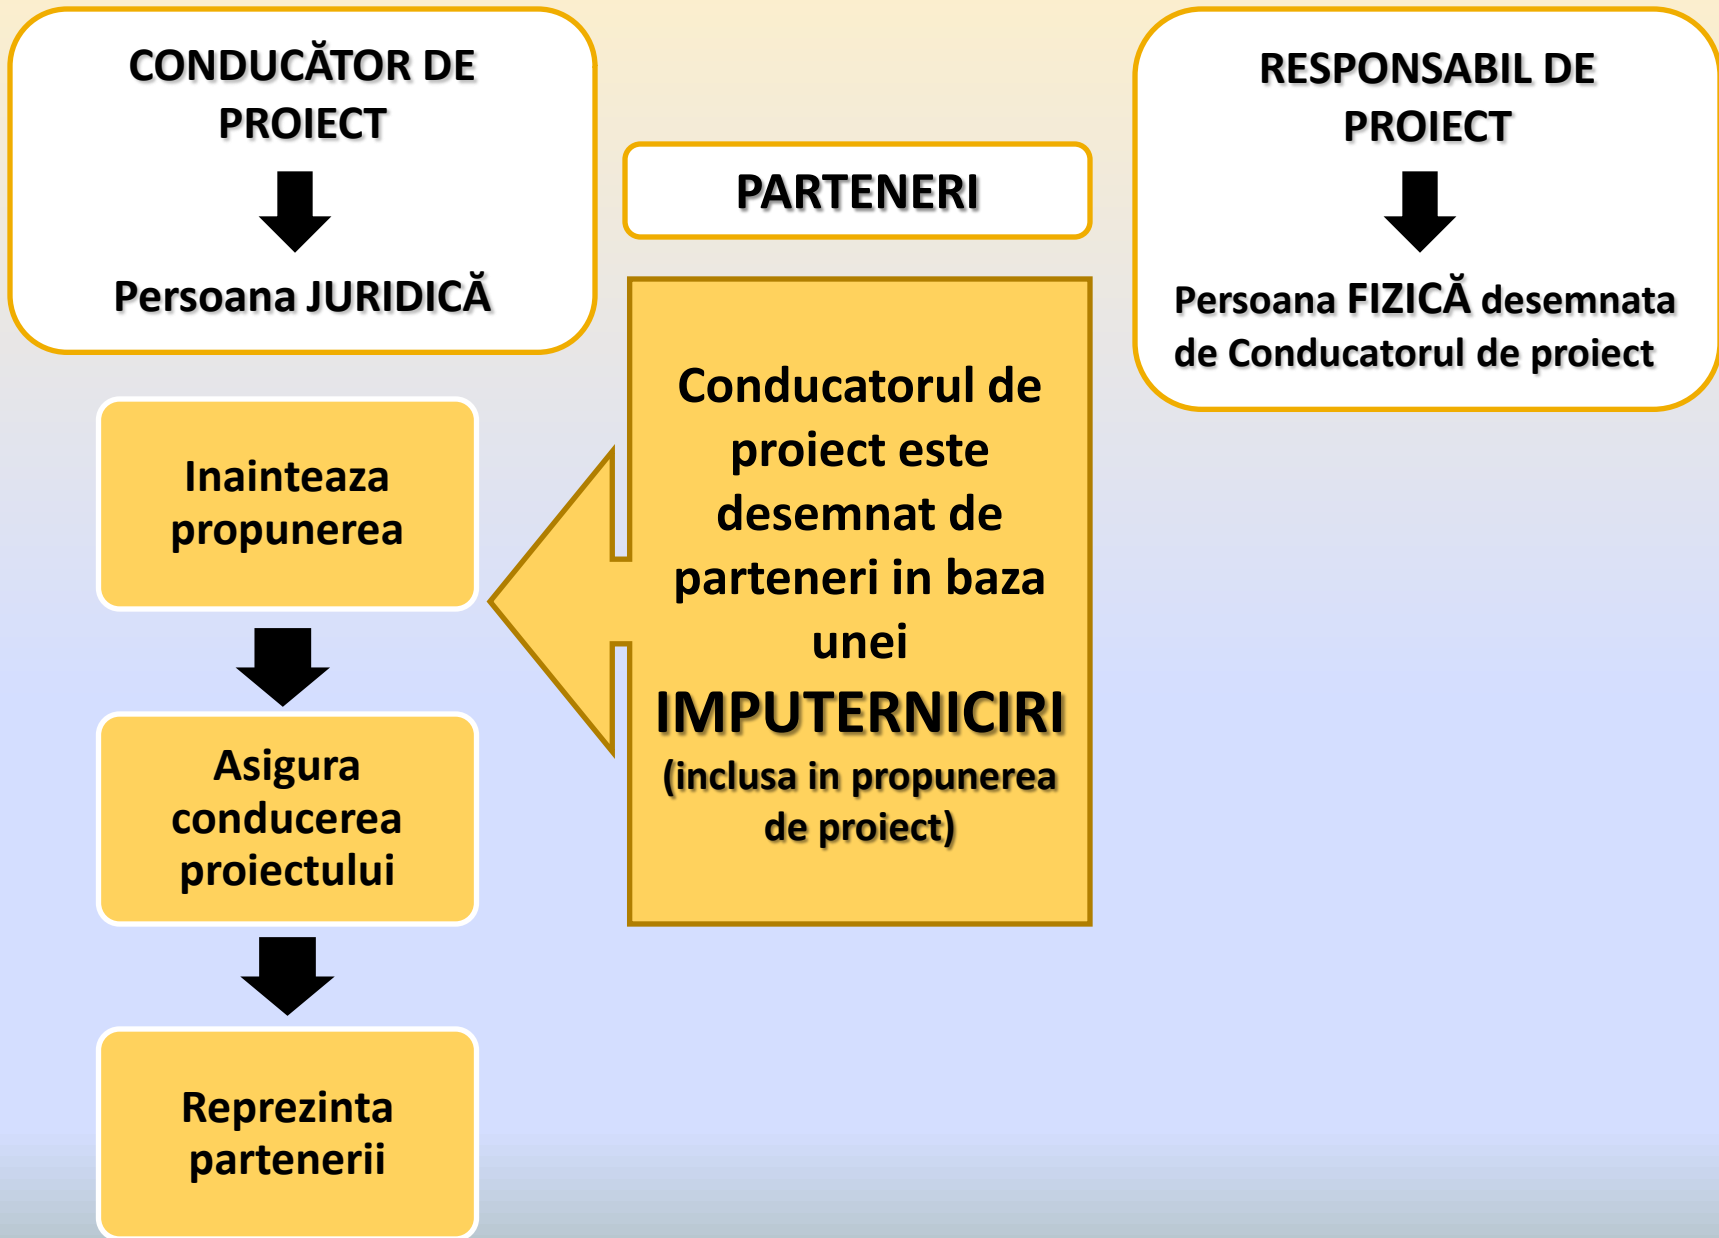 CONDUCĂTOR DE
PROIECT
Persoana JURIDICĂ
Inainteaza
propunerea
Asigura
conducerea
proiectului
Reprezinta
partenerii
PARTENERI
Conducatorul de
proiect este
desemnat de
parteneri in baza
unei
IMPUTERNICIRI
(inclusa in propunerea
de proiect)
RESPONSABIL DE
PROIECT
Persoana FIZICĂ desemnata
de Conducatorul de proiect